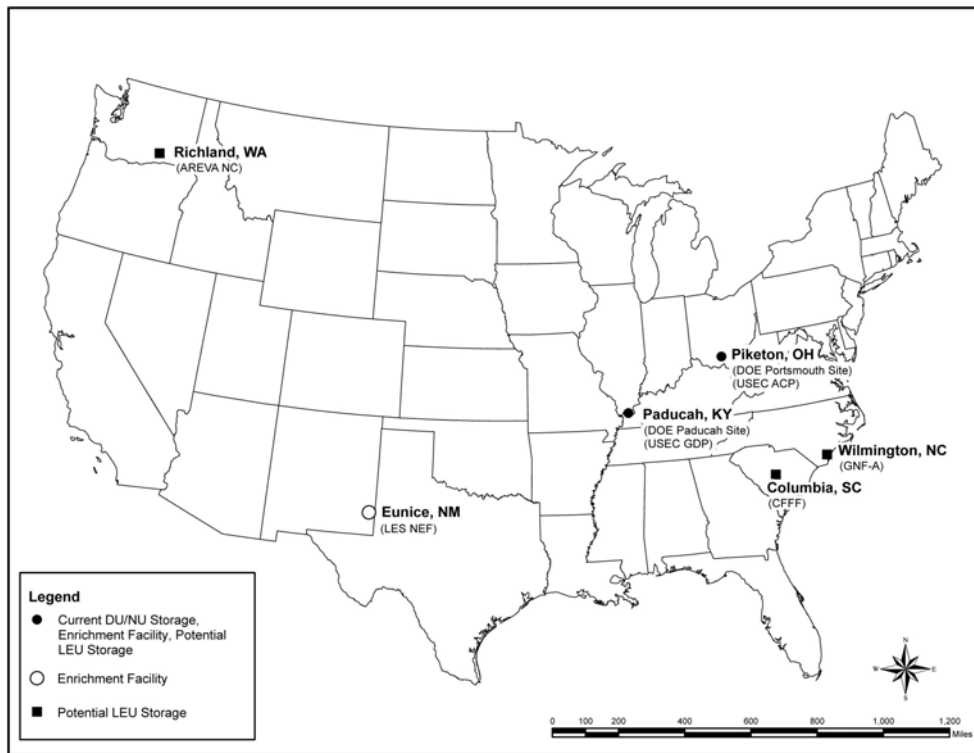 Richland, WA
(AREVA NC)
Piketon, OH
(DOE Portsmouth Site)
(USEC ACP)
Paducah, KY
(DOE Paducah Site)
(USEC GDP)
Wilmington, NC
(GNF-A)
Columbia, SC
(CFFF)
Eunice, NM
(LES NEF)
Legend
Current DU/NU Storage,
Enrichment Facility, Potential
LEU Storage
Enrichment Facility
Potential LEU Storage
N
W E
S
0 100 200 400 600 800 1,000 1,200
Miles